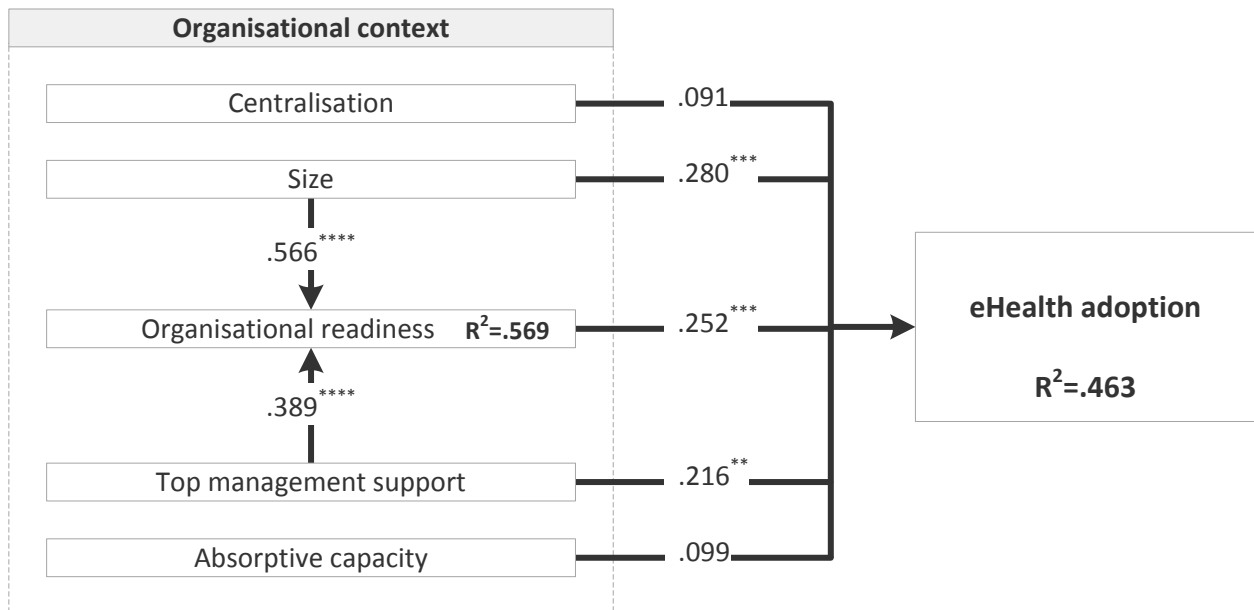 Organisational context
Centralisation
.091
Size
.280***
.566****
Organisational readiness R²=.569
.252***
eHealth adoption
R²=.463
.389****
Top management support
.216**
Absorptive capacity
.099